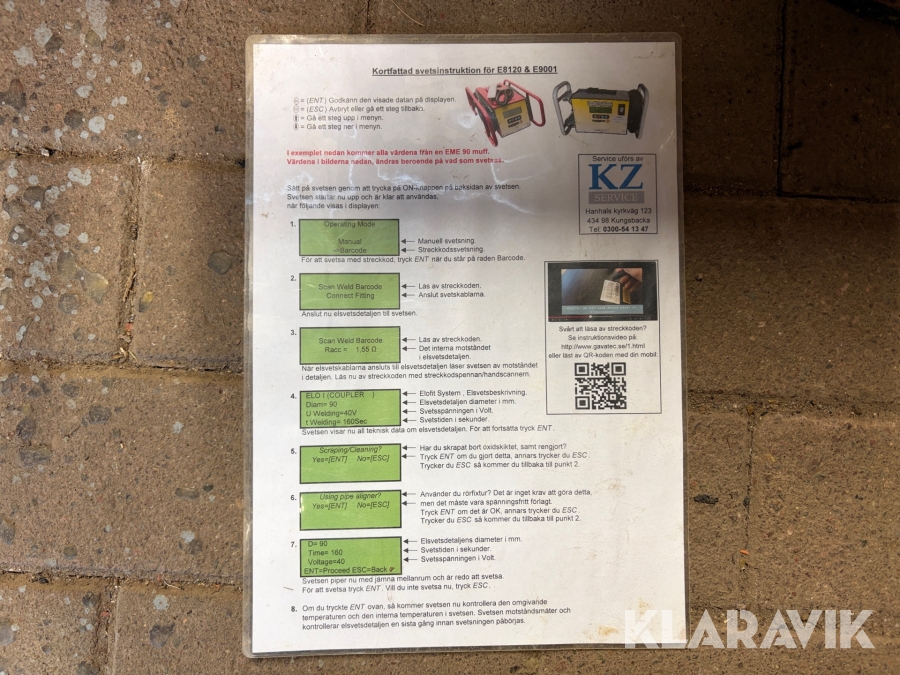 Kortfattad svetsinstruktion för E8120 & E9001
= (ENT) Godkänn den visade datan på displayen.
= (ESC) Avbryt eller gå ett steg tillbaka.
= Gå ett steg upp i menyn.
= Gå ett steg ner i menyn.
I exemplet nedan kommer alla värdena från en EME 90 muff.
Värdena i bilderna nedan, ändras beroende på vad som svetsas.
Service uförs av
KZ
SERVICE
Hanhals kyrkväg 123
434 98 Kungsbacka
Tel: 0300-54 13 47
Sätt på svetsen genom att trycka på ON-knappen på baksidan av svetsen.
Svetsen startar nu upp och är klar att användas,
när följande visas i displayen:
1.
Operating Mode
Manual
Barcode
Manuell svetsning.
Streckkodssvetsning.
För att svetsa med streckkod, tryck ENT när du står på raden Barcode.
2.
Scan Weld Barcode
Connect Fitting
Läs av streckkoden.
Anslut svetskablarna.
Anslut nu elsvetsdetaljen till svetsen.
3.
Scan Weld Barcode
Racc = 1,55 Ω
Läs av streckkoden.
Det interna motståndet
i elsvetsdetaljen.
När elsvetskablarna ansluts till elsvetsdetaljen läser svetsen av motståndet
i detaljen. Läs nu av streckkoden med streckkodspennan/handscannern.
Svårt att läsa av streckkoden?
Se instruktionsvideo på:
http://www.gavatec.se/1.html
eller läst av QR-koden med din mobil:
4.
ELO I (COUPLER )
Diam= 90
U Welding=40V
t Welding= 160Sec
Elofit System , Elsvetsbeskrivning.
Elsvetsdetaljen diameter i mm.
Svetsspänningen i Volt.
Svetstiden i sekunder.
Svetsen visar nu all teknisk data om elsvetsdetaljen. För att fortsätta tryck ENT.
5.
Scraping/Cleaning?
Yes=[ENT] No=[ESC]
Har du skrapat bort oxidskiktet, samt rengjort?
Tryck ENT om du gjort detta, annars trycker du ESC.
Trycker du ESC så kommer du tillbaka till punkt 2.
6.
Using pipe aligner?
Yes=[ENT] No=[ESC]
Använder du rörfixtur? Det är inget krav att göra detta,
men det måste vara spänningsfritt förlagt.
Tryck ENT om det är OK, annars trycker du ESC.
Trycker du ESC så kommer du tillbaka till punkt 2.
7.
D= 90
Time= 160
Voltage=40
ENT=Proceed ESC=Back
Elsvetsdetaljens diameter i mm.
Svetstiden i sekunder.
Svetsspänningen i Volt.
Svetsen piper nu med jämna mellanrum och är redo att svetsa.
För att svetsa tryck ENT. Vill du inte svetsa nu, tryck ESC.
8. Om du tryckte ENT ovan, så kommer svetsen nu kontrollera den omgivande
temperaturen och den interna temperaturen i svetsen. Svetsen motståndsmäter och
kontrollerar elsvetsdetaljen en sista gång innan svetsningen påbörjas.
KLARAVIK